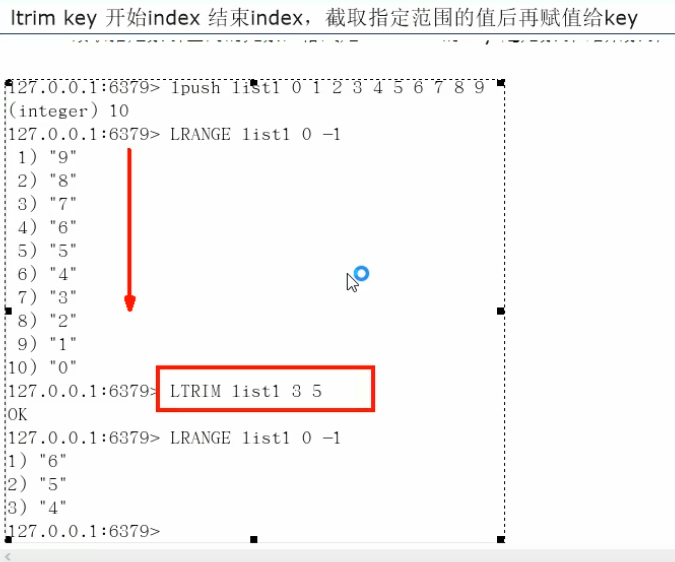 ltrim key 开始index 结束index，截取指定范围的值后再赋值给key
127.0.0.1:6379> lpush list1 0 1 2 3 4 5 6 7 8 9
(integer) 10
127.0.0.1:6379> LRANGE list1 0 -1
1) "9"
2) "8"
3) "7"
4) "6"
5) "5"
6) "4"
7) "3"
8) "2"
9) "1"
10) "0"
127.0.0.1:6379> LTRIM list1 3 5
OK
127.0.0.1:6379> LRANGE list1 0 -1
1) "6"
2) "5"
3) "4"
127.0.0.1:6379>